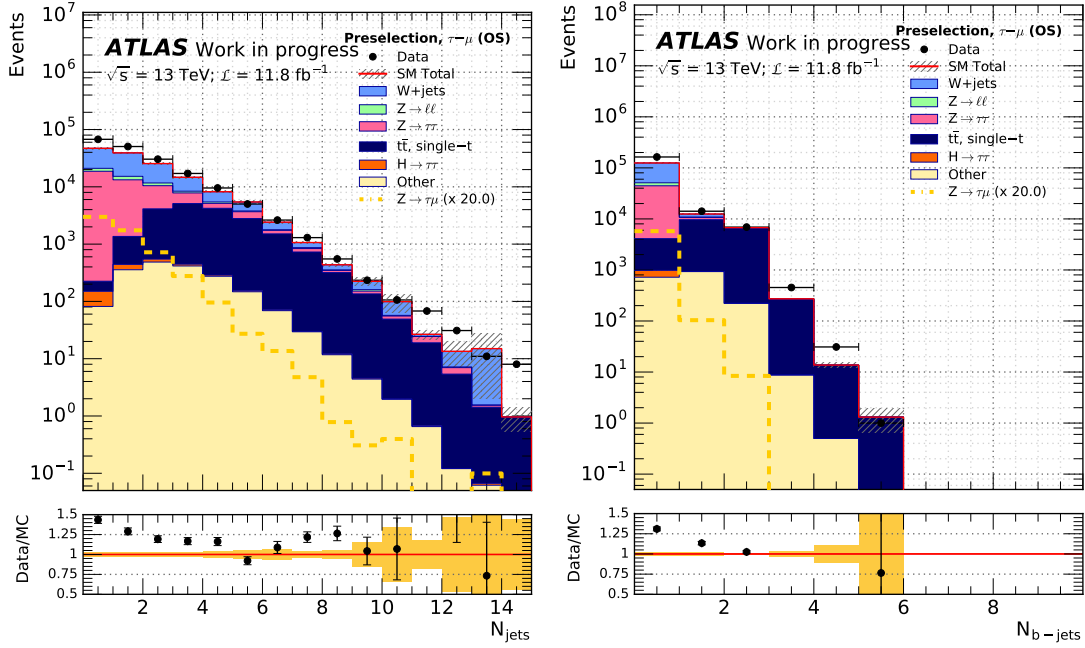 Events
10⁷
10⁶
10⁵
10⁴
10³
10²
10¹
10⁰
10⁻¹
ATLAS Work in progress
√s = 13 TeV; ℒ = 11.8 fb⁻¹
Preselection, τ−μ (OS)
Data
SM Total
W+jets
Z→ℓℓ
Z→ττ
tt̄, single−t
H→ττ
Other
Z→τμ (x 20.0)
Data/MC
1.5
1.25
1
0.75
0.5
2 4 6 8 10 12 14
N_jets
Events
10⁸
10⁷
10⁶
10⁵
10⁴
10³
10²
10¹
10⁰
10⁻¹
ATLAS Work in progress
√s = 13 TeV; ℒ = 11.8 fb⁻¹
Preselection, τ−μ (OS)
Data
SM Total
W+jets
Z→ℓℓ
Z→ττ
tt̄, single−t
H→ττ
Other
Z→τμ (x 20.0)
Data/MC
1.5
1.25
1
0.75
0.5
2 4 6 8
N_b−jets